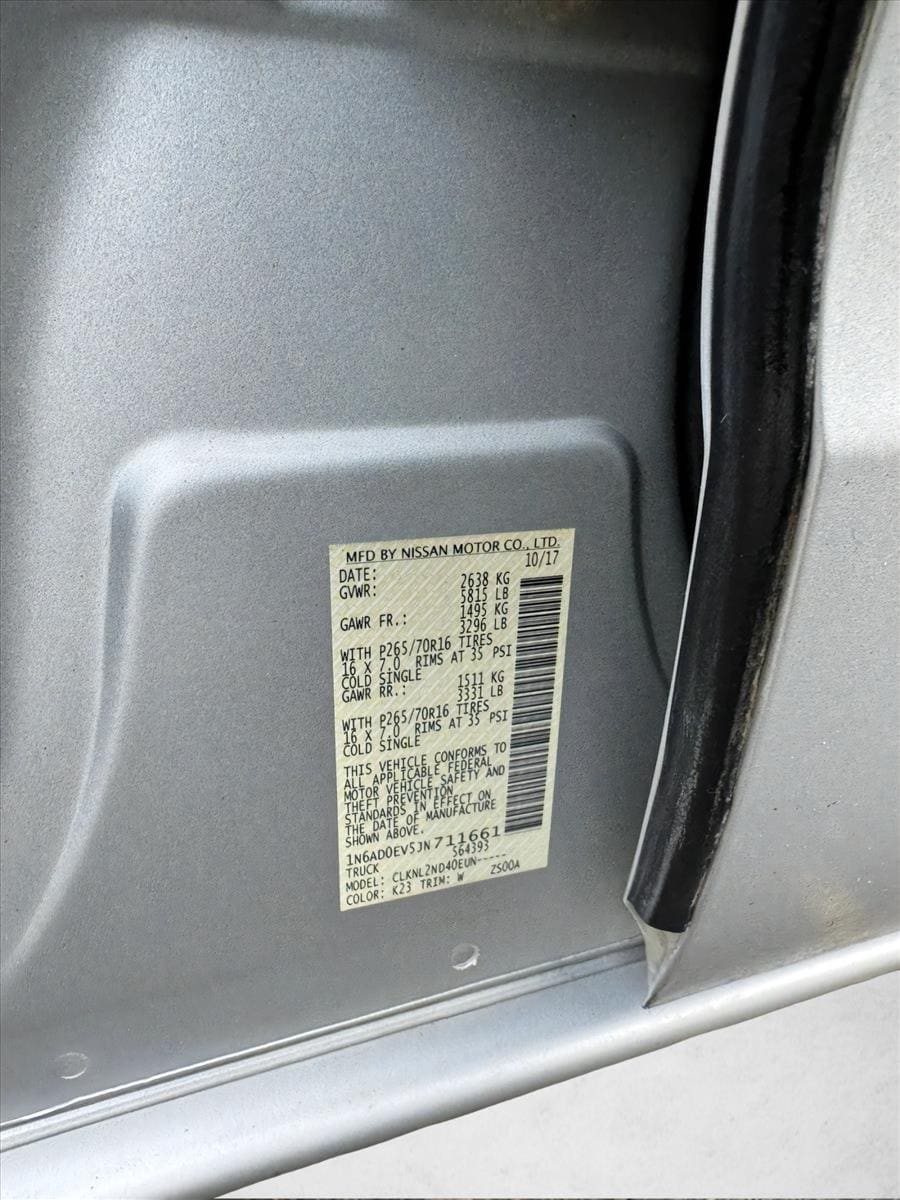 MFD BY NISSAN MOTOR CO., LTD.
DATE: 10/17
GVWR: 2638 KG
5815 LB
GAWR FR.: 1495 KG
3296 LB
WITH P265/70R16 TIRES
16 X 7.0 RIMS AT 35 PSI
COLD SINGLE
GAWR RR.: 1511 KG
3331 LB
WITH P265/70R16 TIRES
16 X 7.0 RIMS AT 35 PSI
COLD SINGLE
THIS VEHICLE CONFORMS TO
ALL APPLICABLE FEDERAL
MOTOR VEHICLE SAFETY AND
THEFT PREVENTION
STANDARDS IN EFFECT ON
THE DATE OF MANUFACTURE
SHOWN ABOVE.
1N6AD0EV5JN711661
TRUCK 564393
MODEL: CLKNL2ND40EUN-----
COLOR: K23 TRIM: W ZS00A